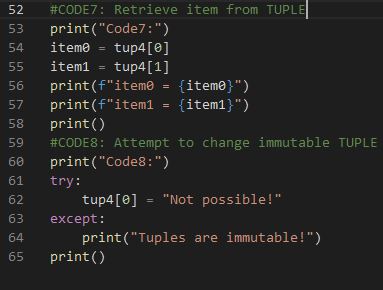 52 #CODE7: Retrieve item from TUPLE
53 print("Code7:")
54 item0 = tup4[0]
55 item1 = tup4[1]
56 print(f"item0 = {item0}")
57 print(f"item1 = {item1}")
58 print()
59 #CODE8: Attempt to change immutable TUPLE
60 print("Code8:")
61 try:
62     tup4[0] = "Not possible!"
63 except:
64     print("Tuples are immutable!")
65 print()